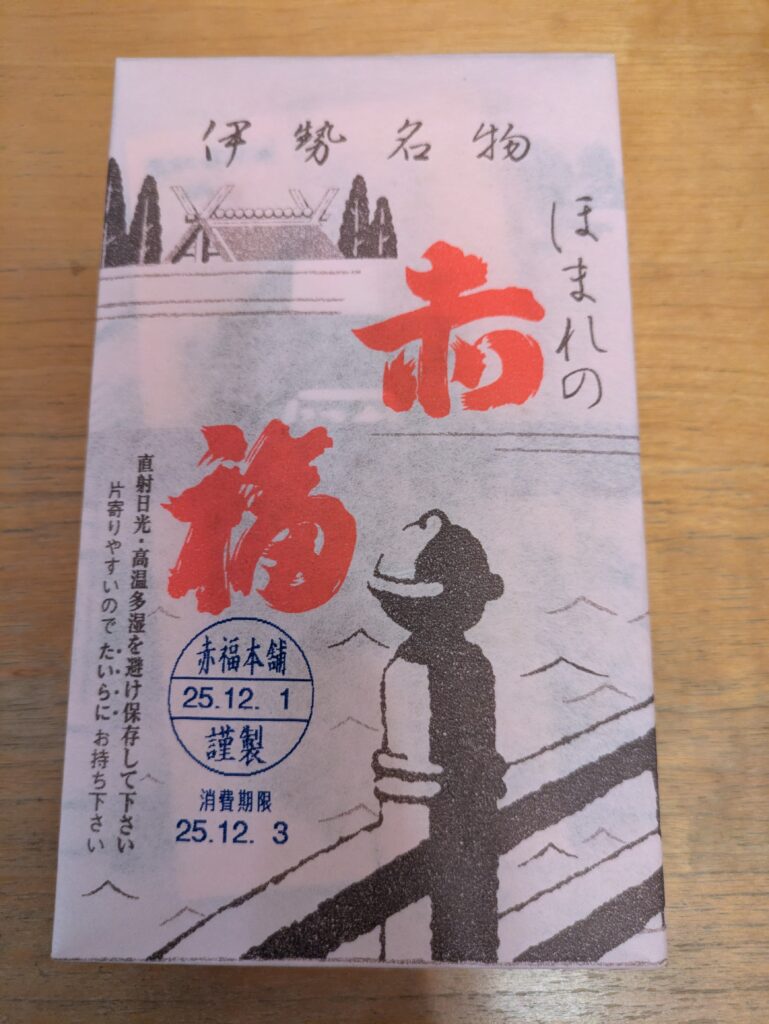 伊勢名物
ほまれの
赤福
直射日光・高温多湿を避け保存して下さい
片寄りやすいのでたいらにお持ち下さい
赤福本舗
25.12. 1
謹製
消費期限
25.12. 3